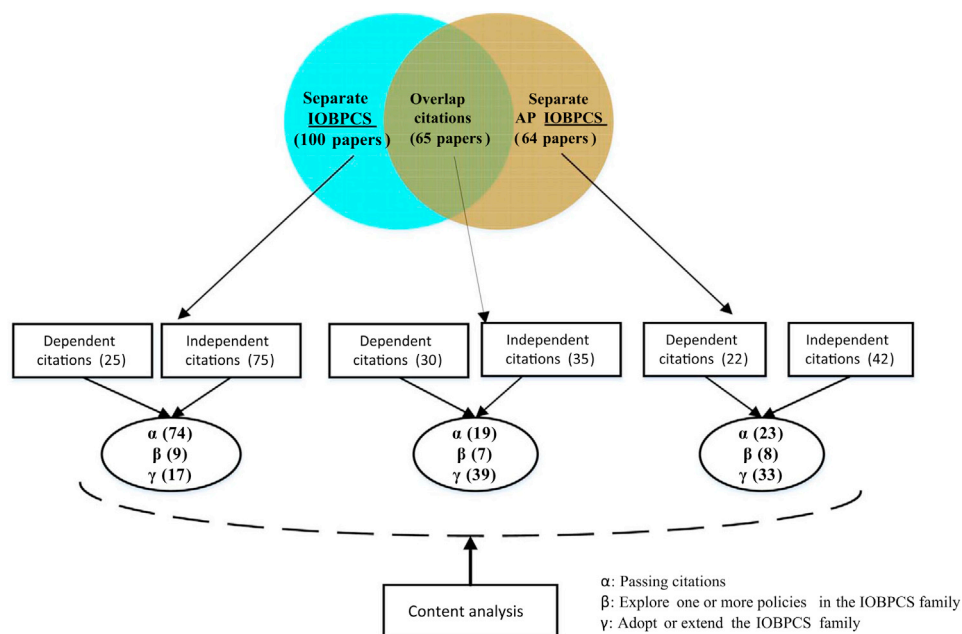 Separate
IOBPCS
(100 papers)
Overlap
citations
(65 papers)
Separate
AP IOBPCS
(64 papers)
Dependent
citations (25)
Independent
citations (75)
Dependent
citations (30)
Independent
citations (35)
Dependent
citations (22)
Independent
citations (42)
α (74)
β (9)
γ (17)
α (19)
β (7)
γ (39)
α (23)
β (8)
γ (33)
Content analysis
α: Passing citations
β: Explore one or more policies in the IOBPCS family
γ: Adopt or extend the IOBPCS family